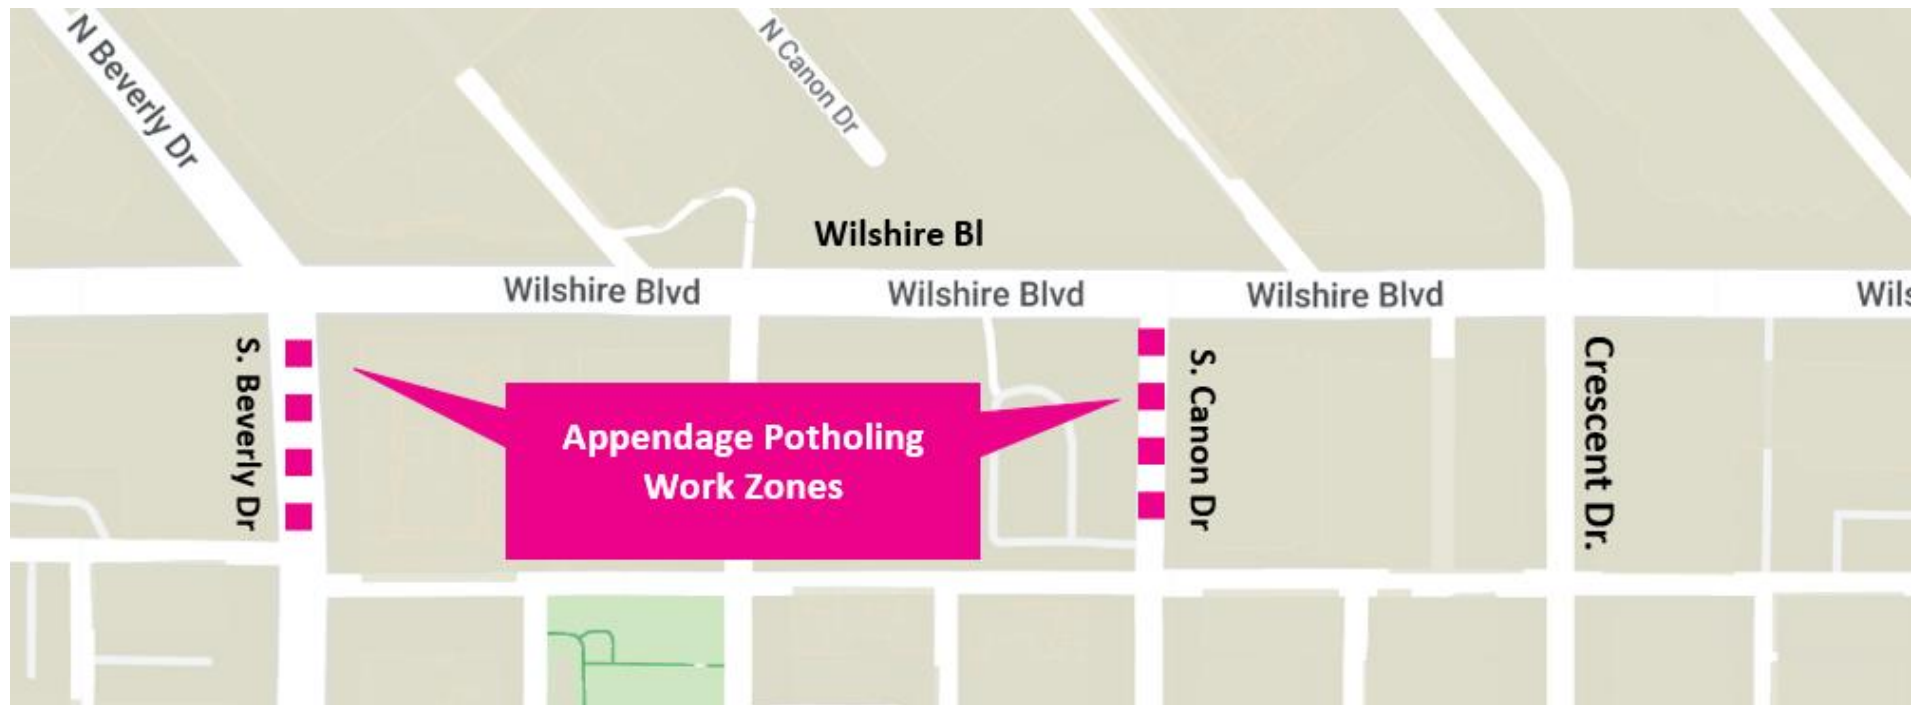 N Beverly Dr
N Canon Dr
Wilshire Bl
Wilshire Blvd
Wilshire Blvd
Wilshire Blvd
Wils
S. Beverly Dr
Appendage Potholing
Work Zones
S. Canon Dr
Crescent Dr.